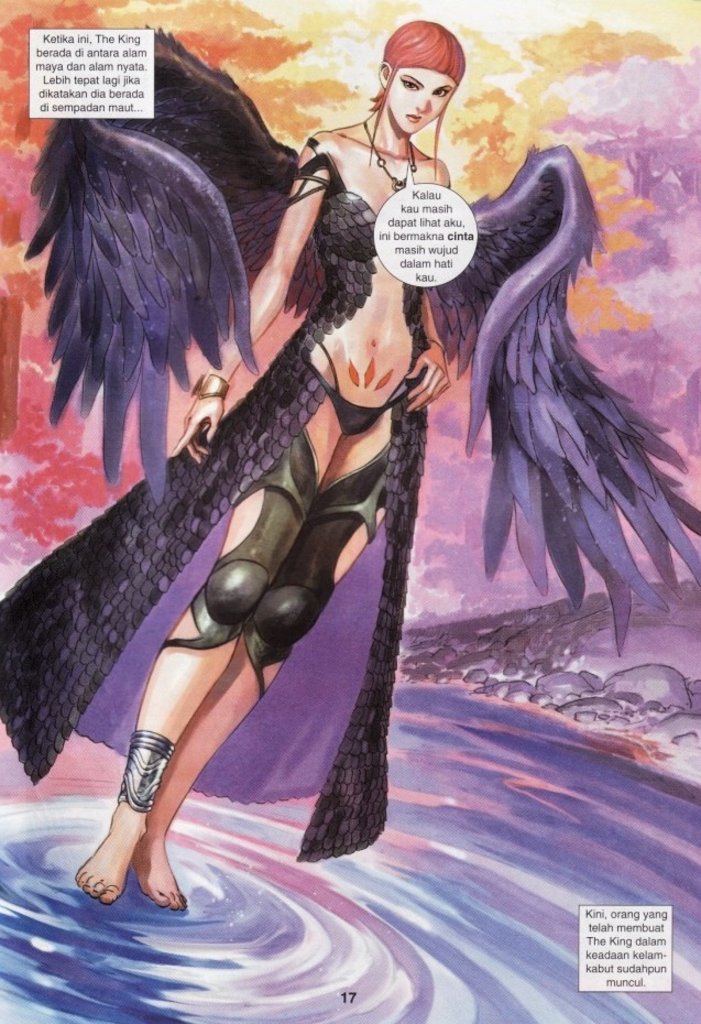 Ketika ini, The King
berada di antara alam
maya dan alam nyata.
Lebih tepat lagi jika
dikatakan dia berada
di sempadan maut...
Kalau
kau masih
dapat lihat aku,
ini bermakna cinta
masih wujud
dalam hati
kau.
Kini, orang yang
telah membuat
The King dalam
keadaan kelam-
kabut sudahpun
muncul.
17